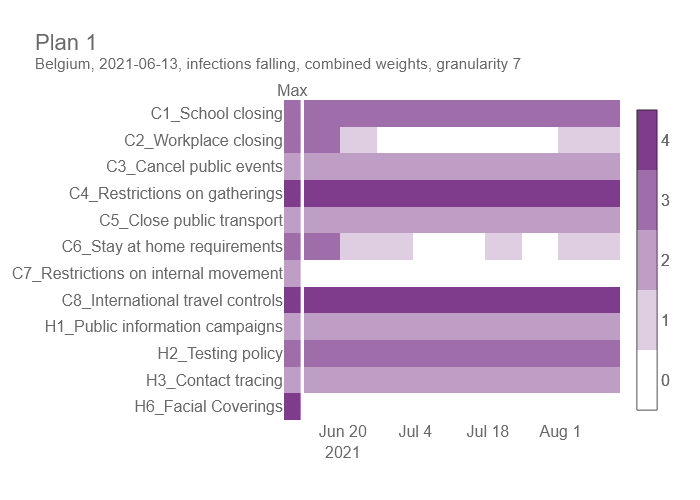 Plan 1
Belgium, 2021-06-13, infections falling, combined weights, granularity 7
Max
C1_School closing
C2_Workplace closing
C3_Cancel public events
C4_Restrictions on gatherings
C5_Close public transport
C6_Stay at home requirements
C7_Restrictions on internal movement
C8_International travel controls
H1_Public information campaigns
H2_Testing policy
H3_Contact tracing
H6_Facial Coverings
4
3
2
1
0
Jun 20 Jul 4 Jul 18 Aug 1
2021